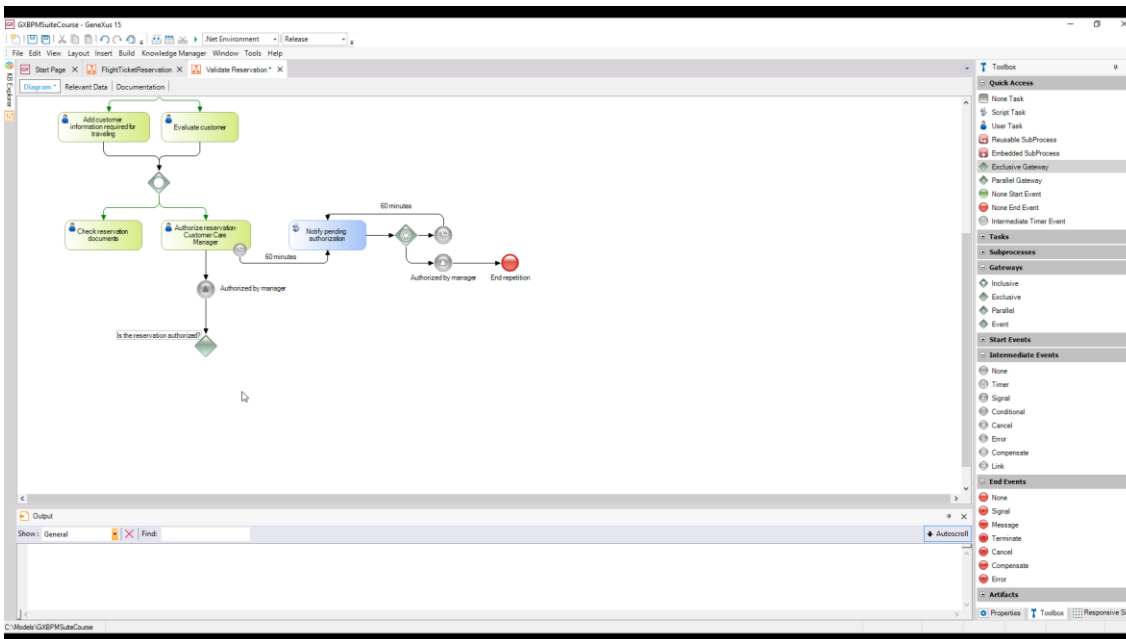 GX GXBPMSuiteCourse - GeneXus 15
.Net Environment
Release
File Edit View Layout Insert Build Knowledge Manager Window Tools Help
GX Start Page FlightTicketReservation Validate Reservation *
Diagram * Relevant Data Documentation
KB Explorer
Add customer
information required for
traveling
Evaluate customer
Check reservation
documents
Authorize reservation-
Customer Care
Manager
60 minutes
Notify pending
authorization
60 minutes
Authorized by manager
End repetition
Authorized by manager
Is the reservation authorized?
Output
Show: General
Find:
Autoscroll
C:\Models\GXBPMSuiteCourse
Toolbox
Quick Access
None Task
Script Task
User Task
Reusable SubProcess
Embedded SubProcess
Exclusive Gateway
Parallel Gateway
None Start Event
None End Event
Intermediate Timer Event
Tasks
Subprocesses
Gateways
Inclusive
Exclusive
Parallel
Event
Start Events
Intermediate Events
None
Timer
Signal
Conditional
Cancel
Error
Compensate
Link
End Events
None
Signal
Message
Terminate
Cancel
Compensate
Error
Artifacts
Properties Toolbox Responsive Si